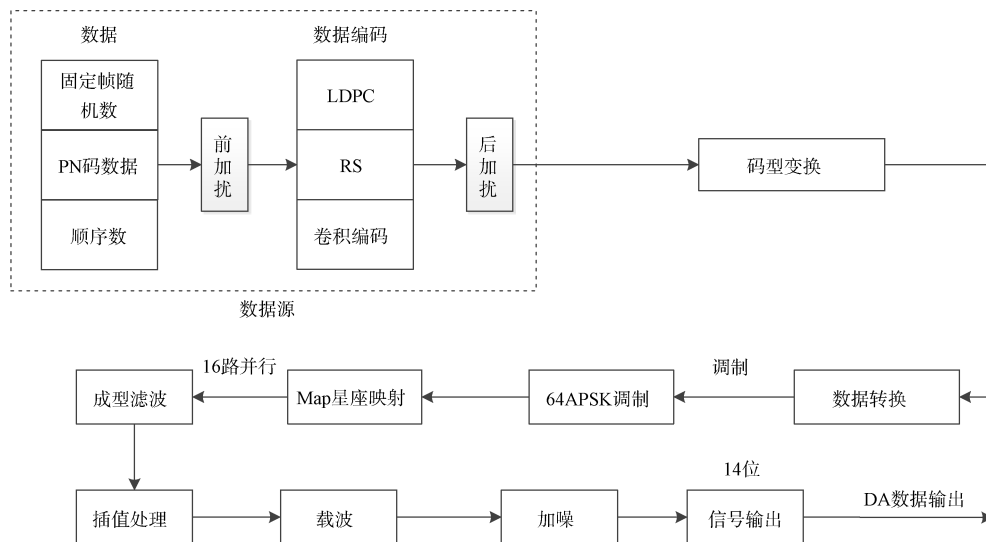 数据
数据编码
固定帧随
机数
PN码数据
顺序数
前
加
扰
LDPC
RS
卷积编码
后
加
扰
码型变换
数据源
16路并行
调制
成型滤波
Map星座映射
64APSK调制
数据转换
14位
插值处理
载波
加噪
信号输出
DA数据输出